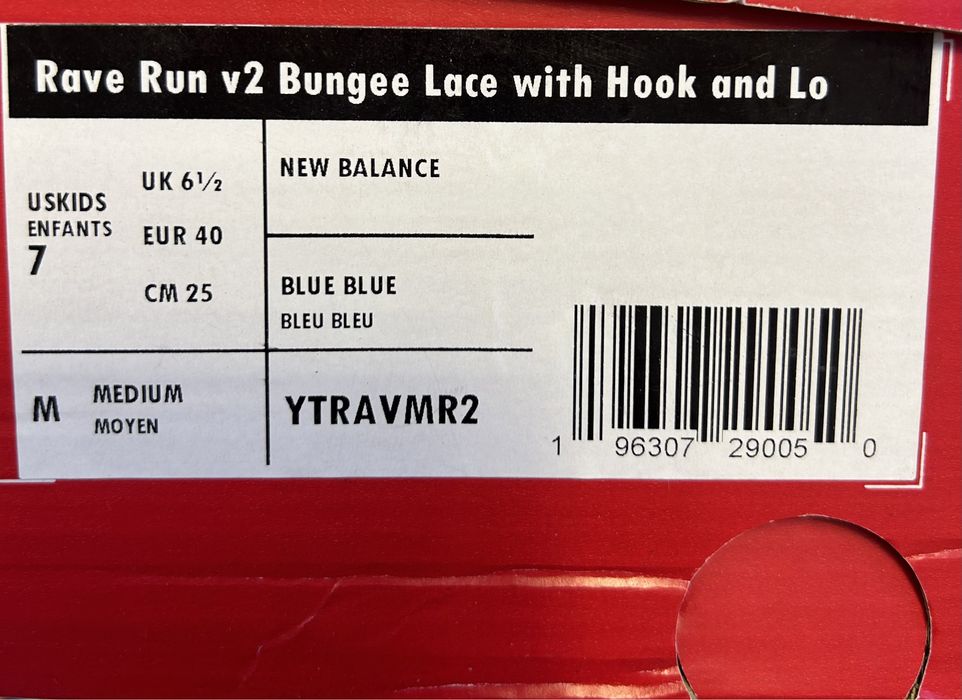 Rave Run v2 Bungee Lace with Hook and Lo
USKIDS
ENFANTS
7
UK 6½
EUR 40
CM 25
NEW BALANCE
BLUE BLUE
BLEU BLEU
M
MEDIUM
MOYEN
YTRAVMR2
1 96307 29005 0